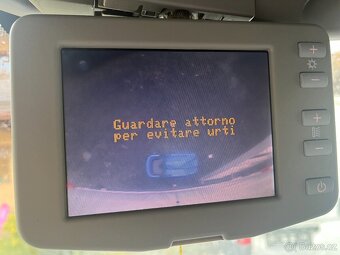 Guardare attorno
per evitare urti
+
−
+
−